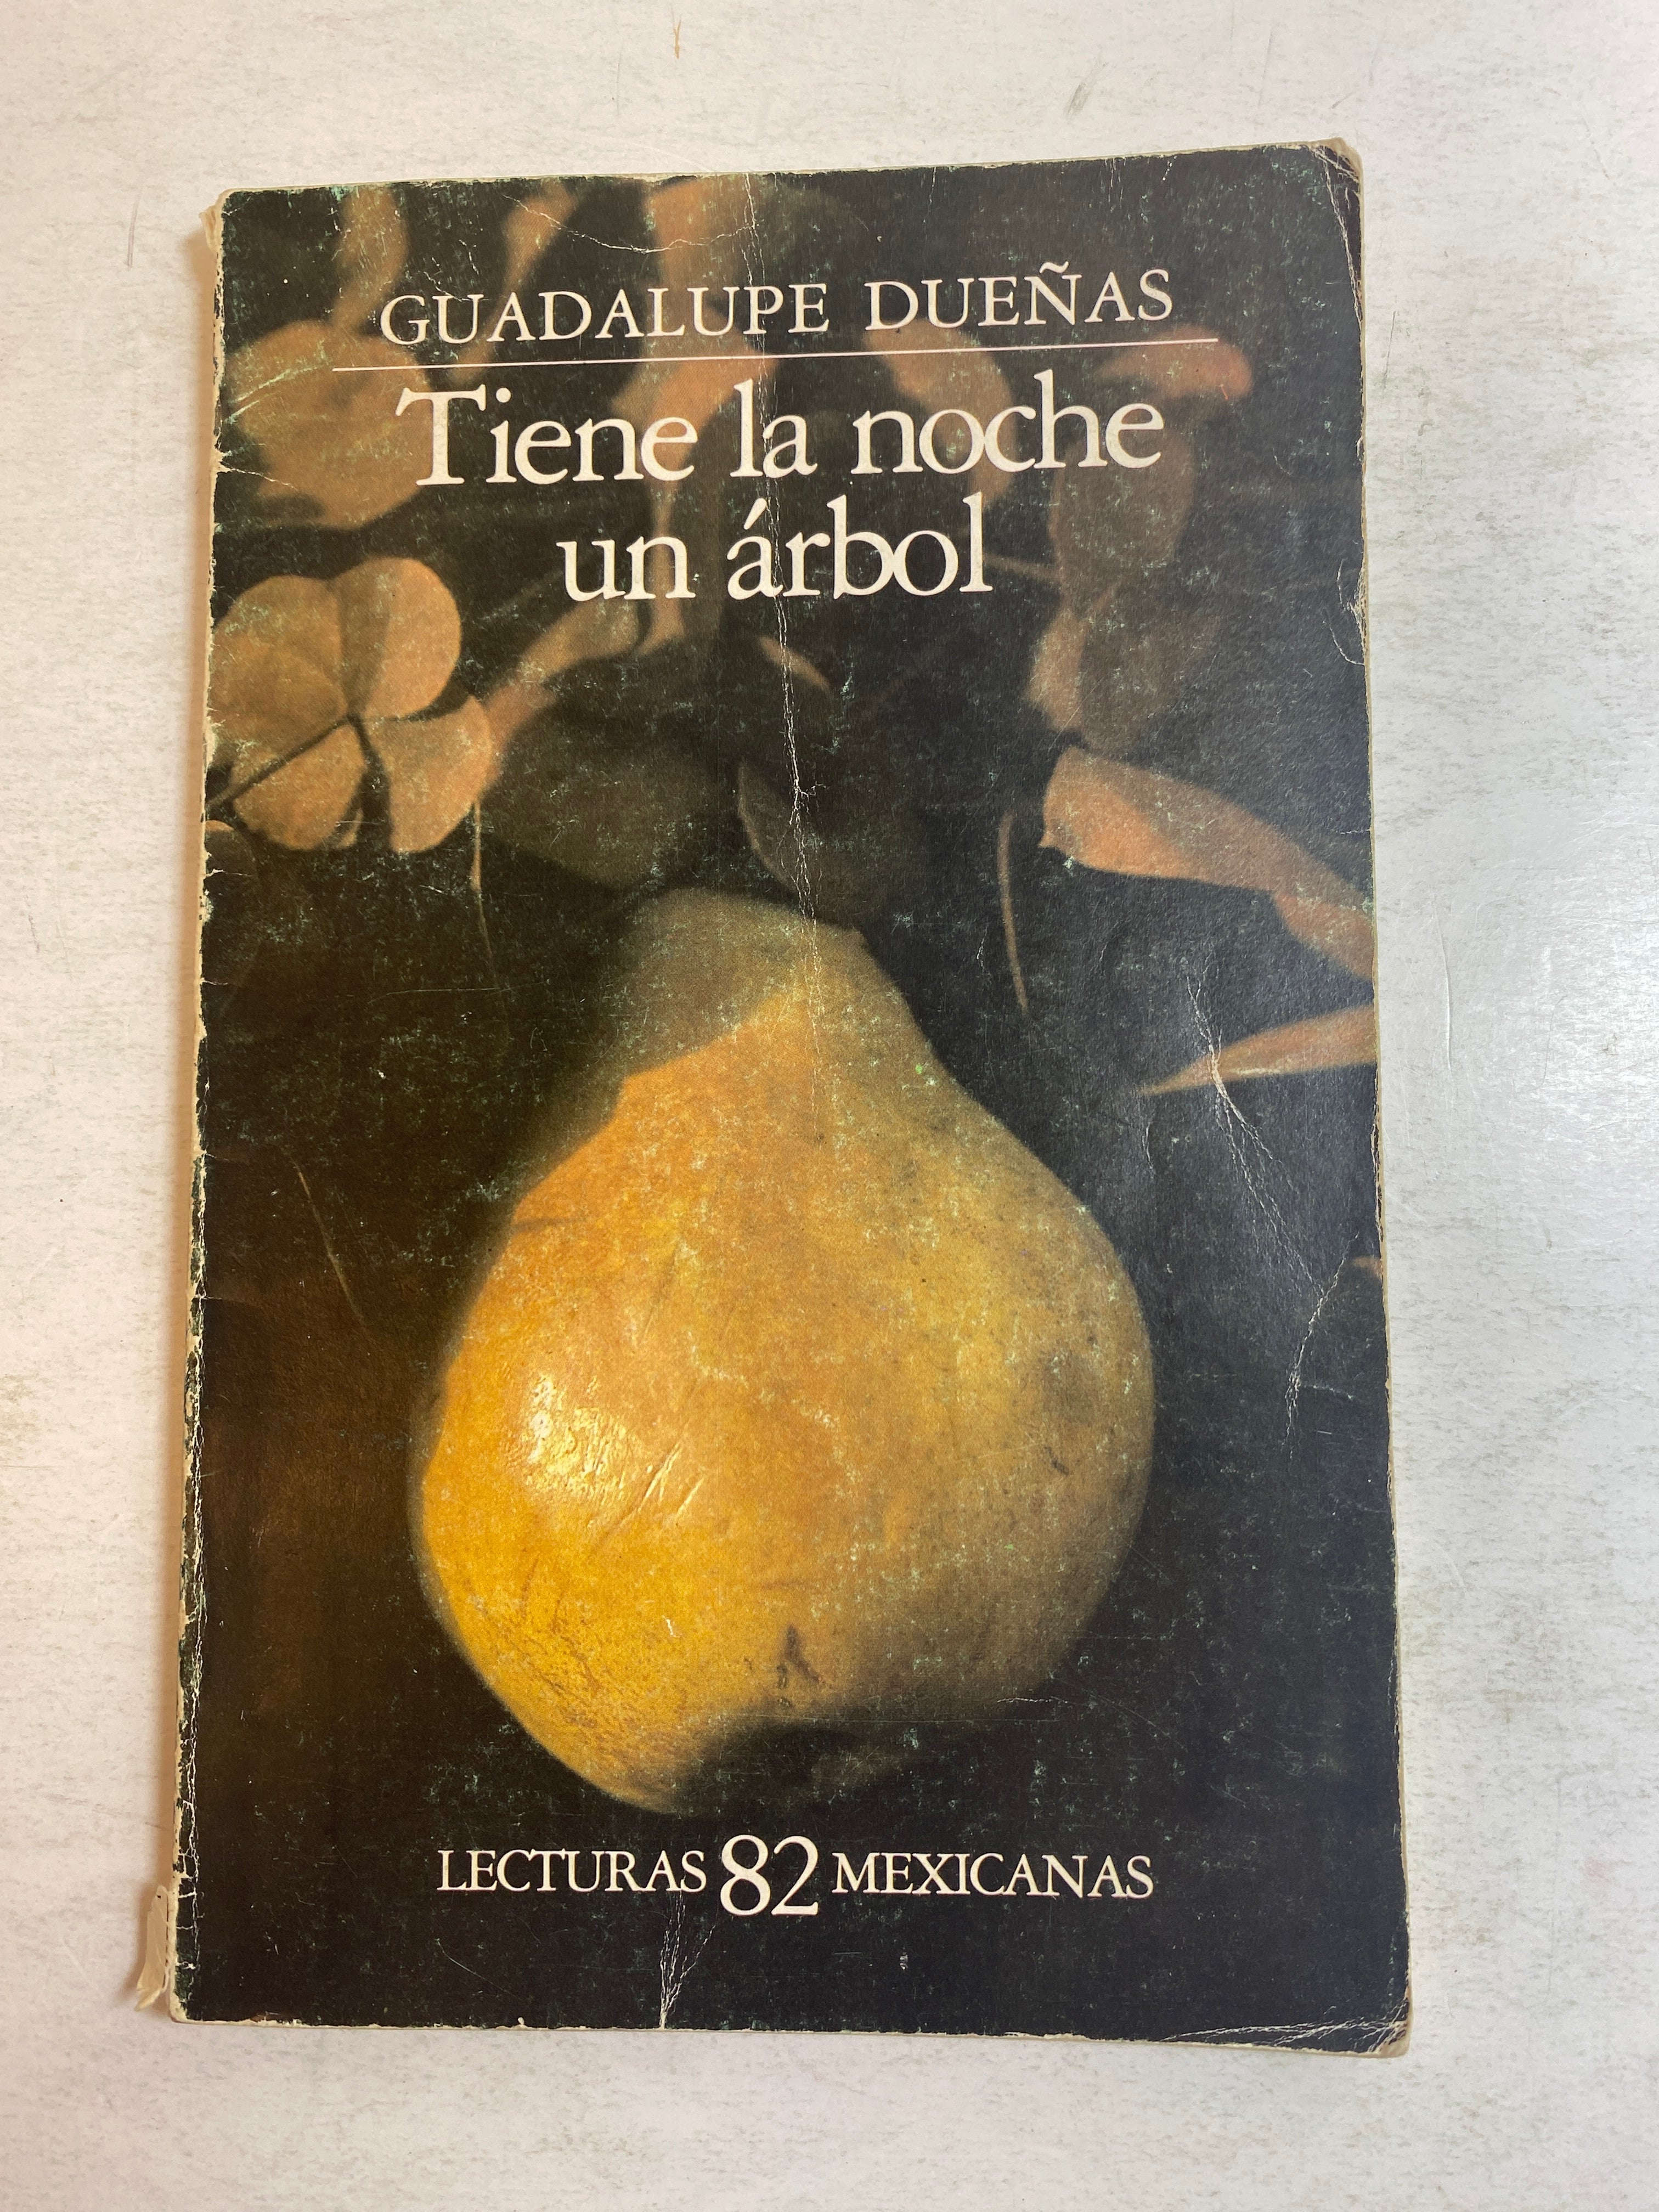 GUADALUPE DUEÑAS
Tiene la noche
un árbol
LECTURAS 82 MEXICANAS